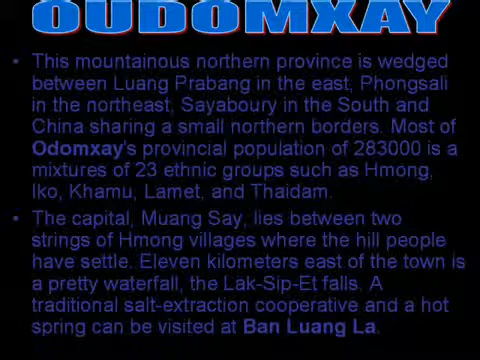 OUDOMXAY
• This mountainous northern province is wedged
between Luang Prabang in the east, Phongsali
in the northeast, Sayaboury in the South and
China sharing a small northern borders. Most of
Odomxay's provincial population of 283000 is a
mixtures of 23 ethnic groups such as Hmong,
Iko, Khamu, Lamet, and Thaidam.
• The capital, Muang Say, lies between two
strings of Hmong villages where the hill people
have settle. Eleven kilometers east of the town is
a pretty waterfall, the Lak-Sip-Et falls. A
traditional salt-extraction cooperative and a hot
spring can be visited at Ban Luang La.